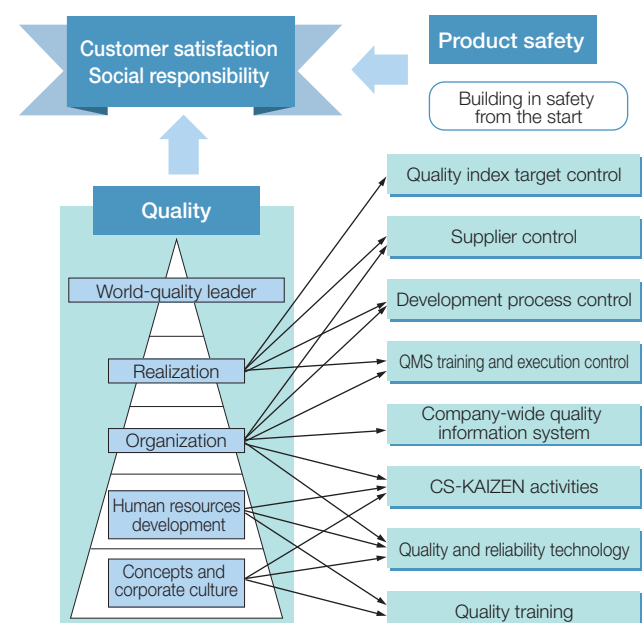 Customer satisfaction
Social responsibility
Product safety
Building in safety
from the start
Quality
World-quality leader
Realization
Organization
Human resources
development
Concepts and
corporate culture
Quality index target control
Supplier control
Development process control
QMS training and execution control
Company-wide quality
information system
CS-KAIZEN activities
Quality and reliability technology
Quality training